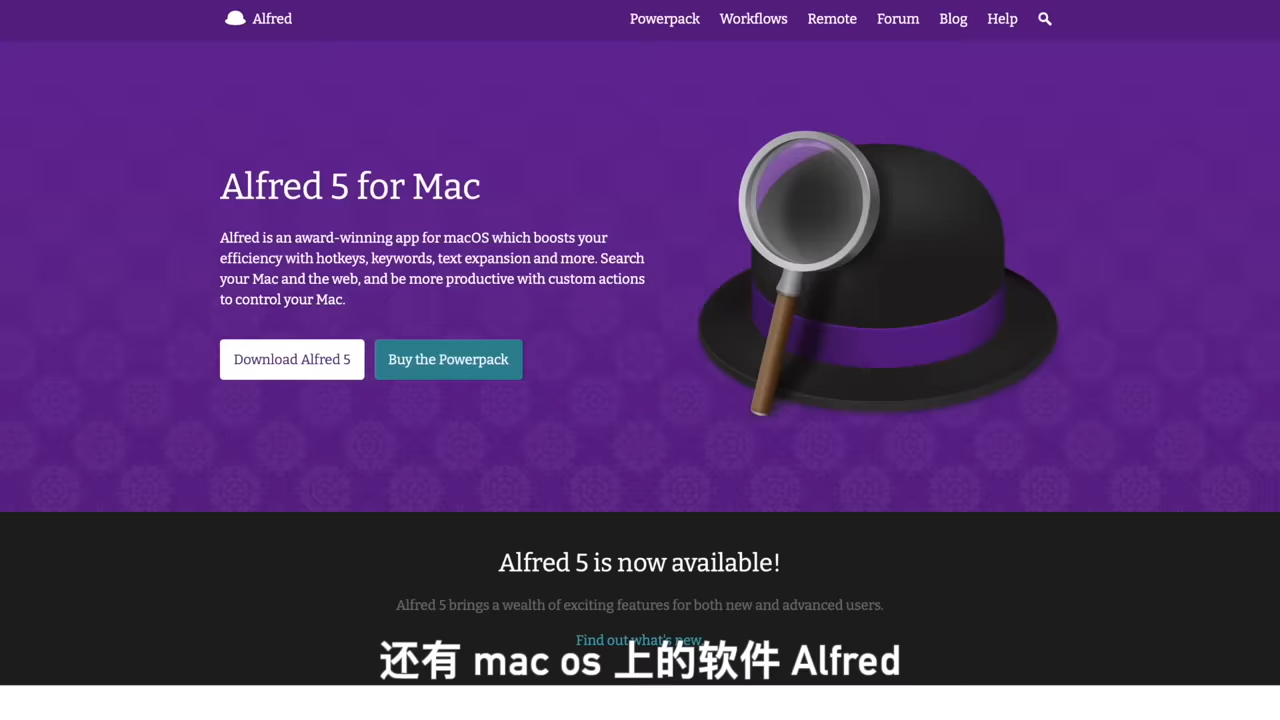 Alfred
Powerpack Workflows Remote Forum Blog Help
Alfred 5 for Mac
Alfred is an award-winning app for macOS which boosts your
efficiency with hotkeys, keywords, text expansion and more. Search
your Mac and the web, and be more productive with custom actions
to control your Mac.
Download Alfred 5
Buy the Powerpack
Alfred 5 is now available!
Alfred 5 brings a wealth of exciting features for both new and advanced users.
Find out what's new
还有 mac os 上的软件 Alfred